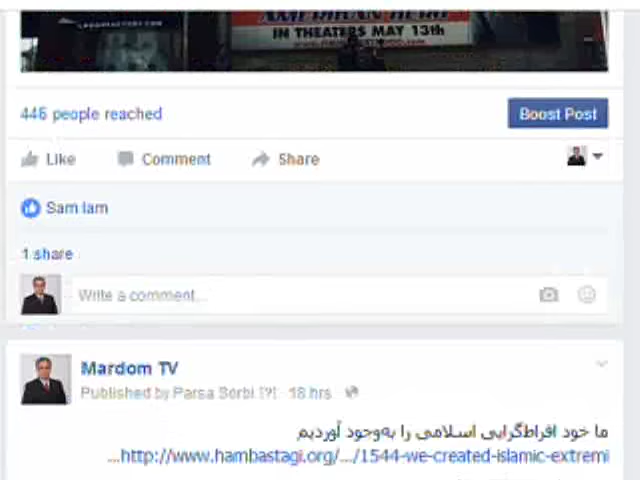 AMERICAN HERO
IN THEATERS MAY 13th
446 people reached
Boost Post
Like Comment Share
Sam Iam
1 share
Write a comment...
Mardom TV
Published by Parsa Sorbi [?] · 18 hrs
ما خود افراط‌گرایی اسلامی را به‌وجود آوردیم
...http://www.hambastagi.org/.../1544-we-created-islamic-extremi